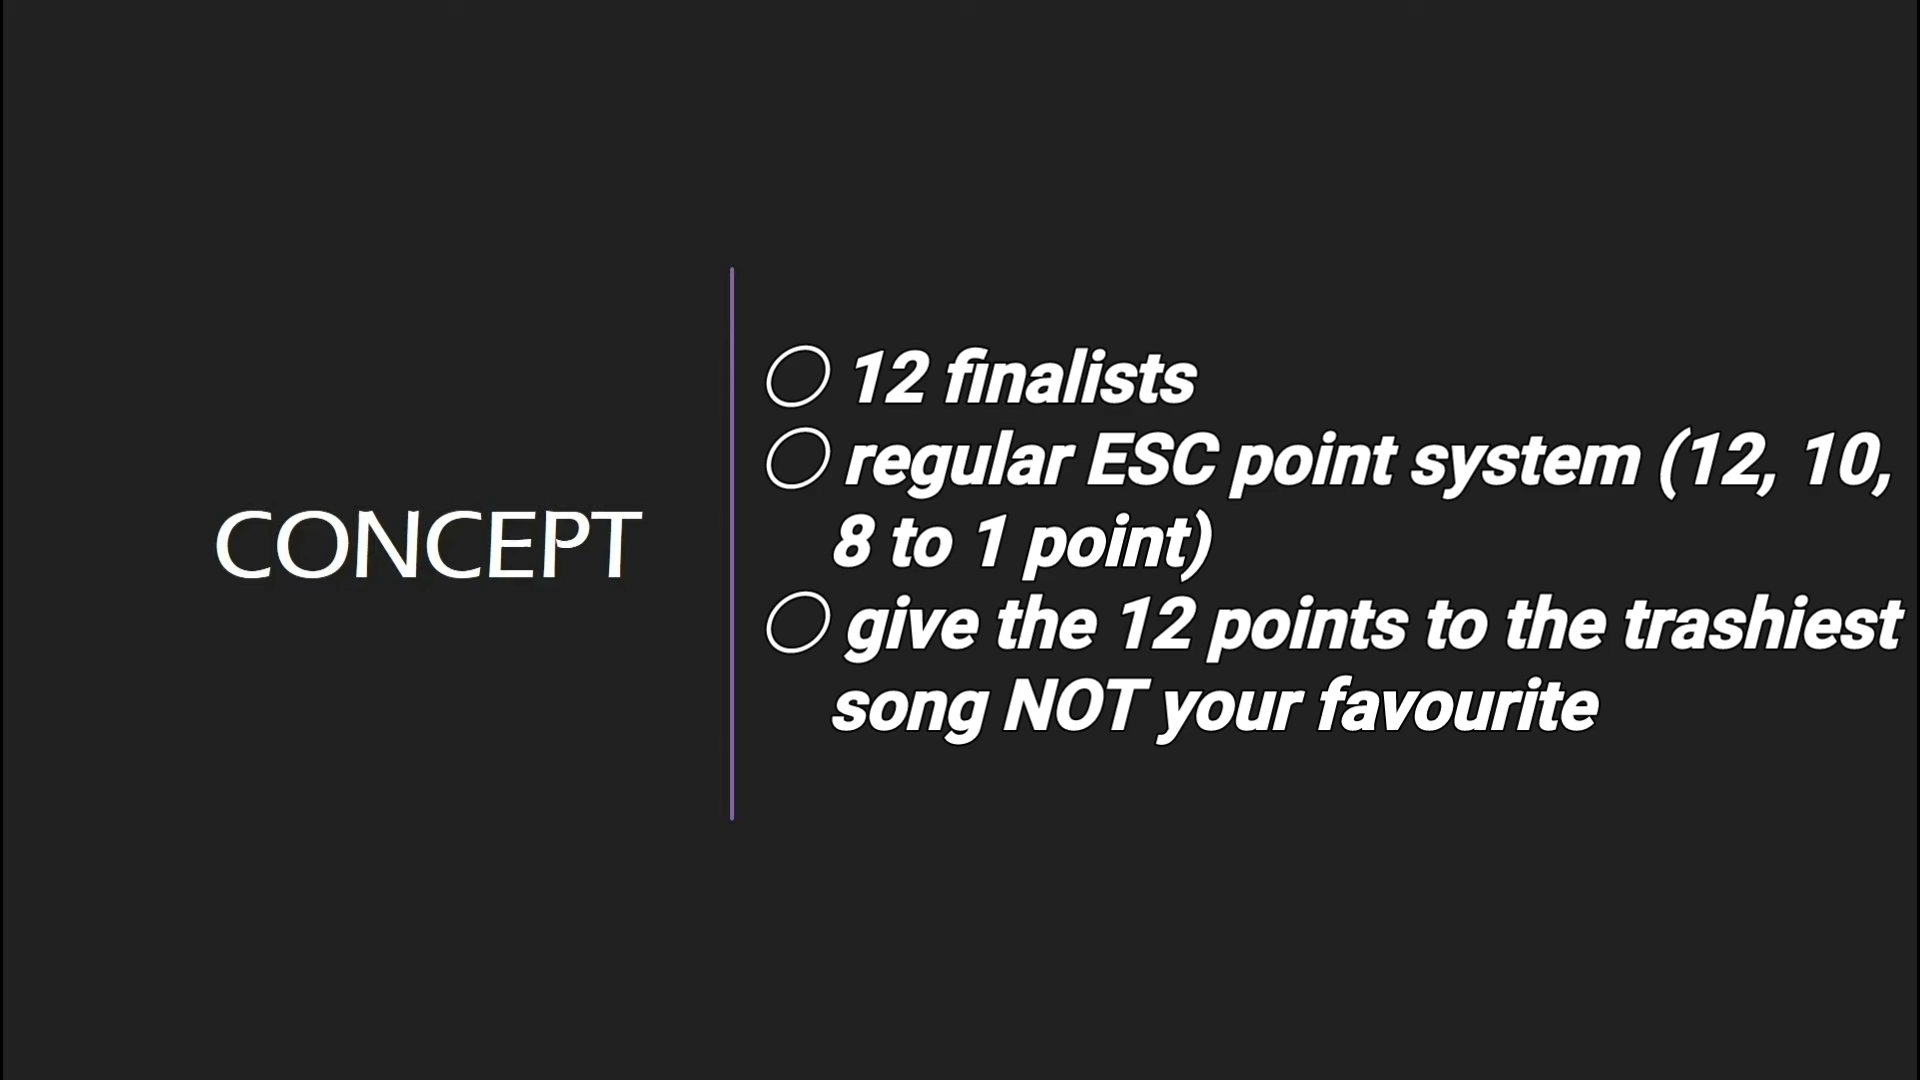 CONCEPT
○ 12 finalists
○ regular ESC point system (12, 10,
8 to 1 point)
○ give the 12 points to the trashiest
song NOT your favourite